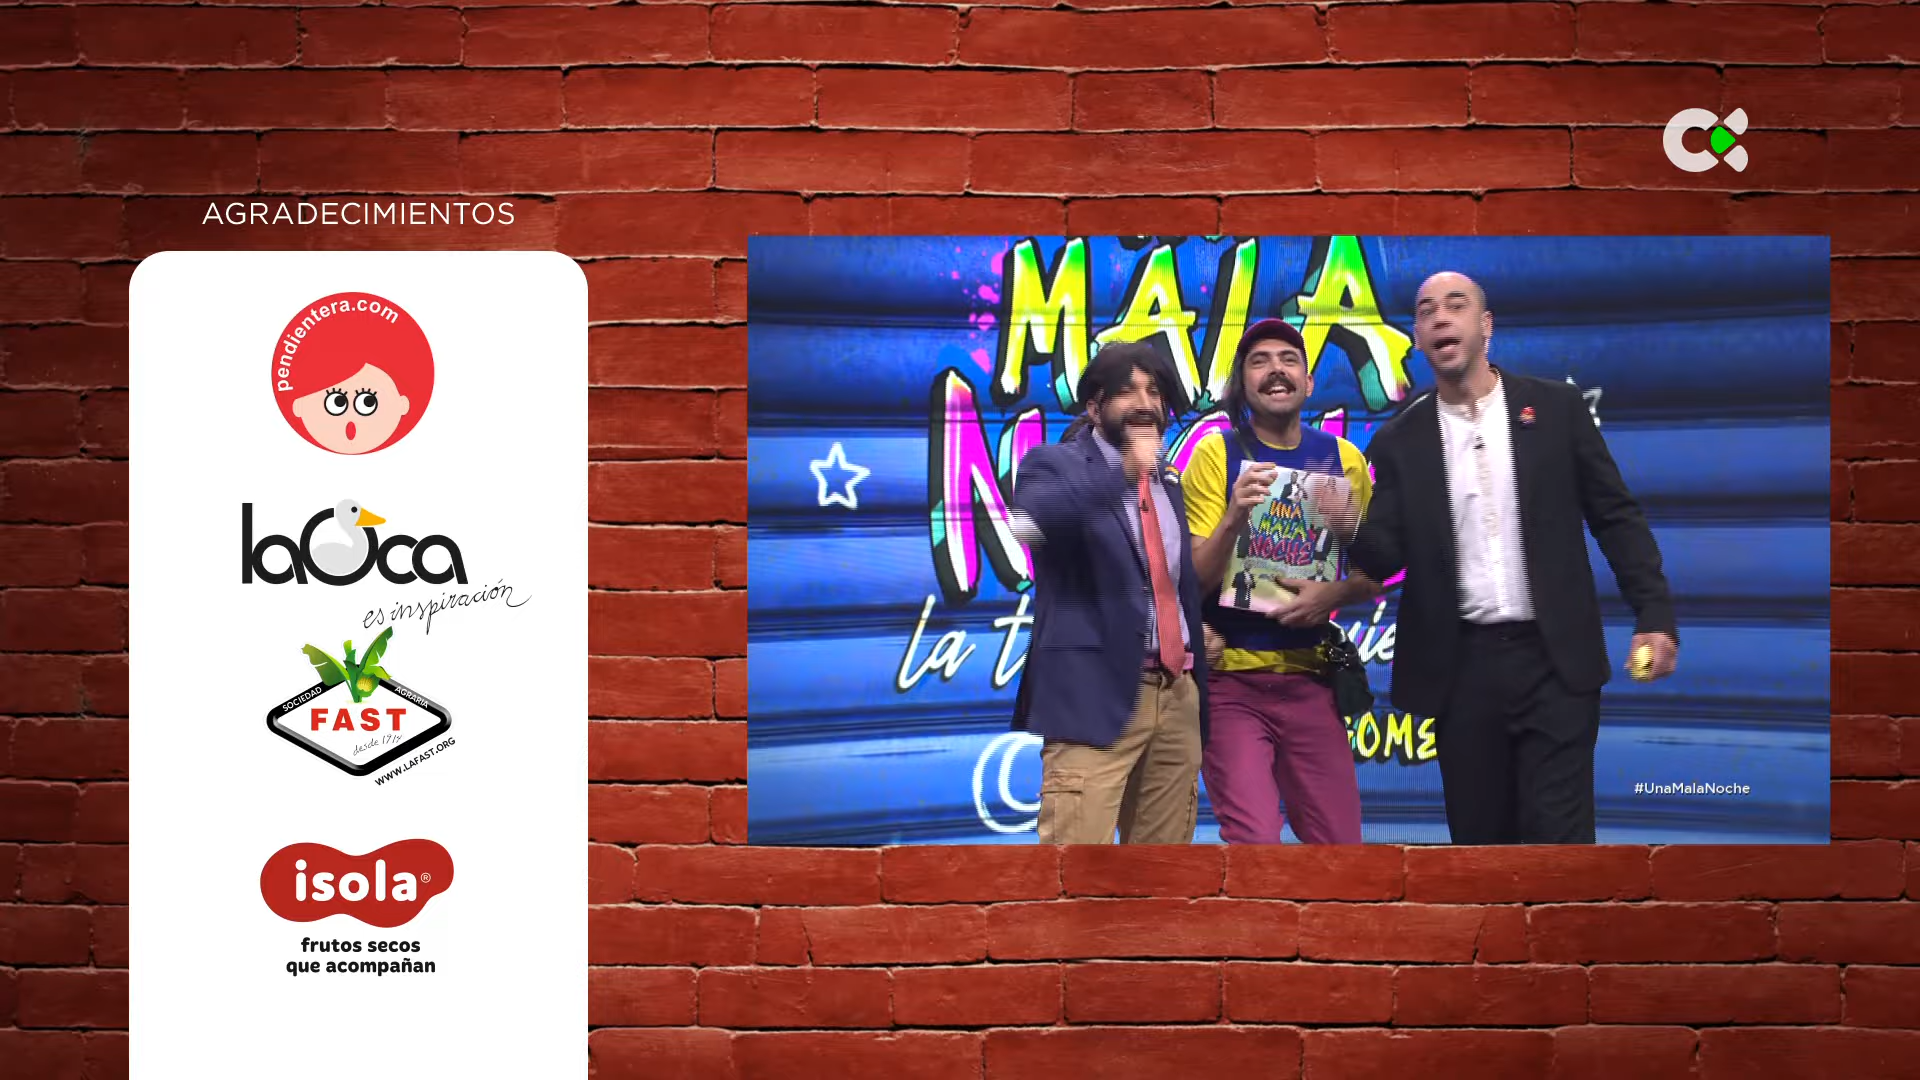 AGRADECIMIENTOS
pendientera.com
laOca
es inspiración
SOCIEDAD AGRARIA
FAST
desde 1914
WWW.LAFAST.ORG
isola®
frutos secos
que acompañan
MALA
la t
GOME
UNA
MALA
NOCHE
#UnaMalaNoche